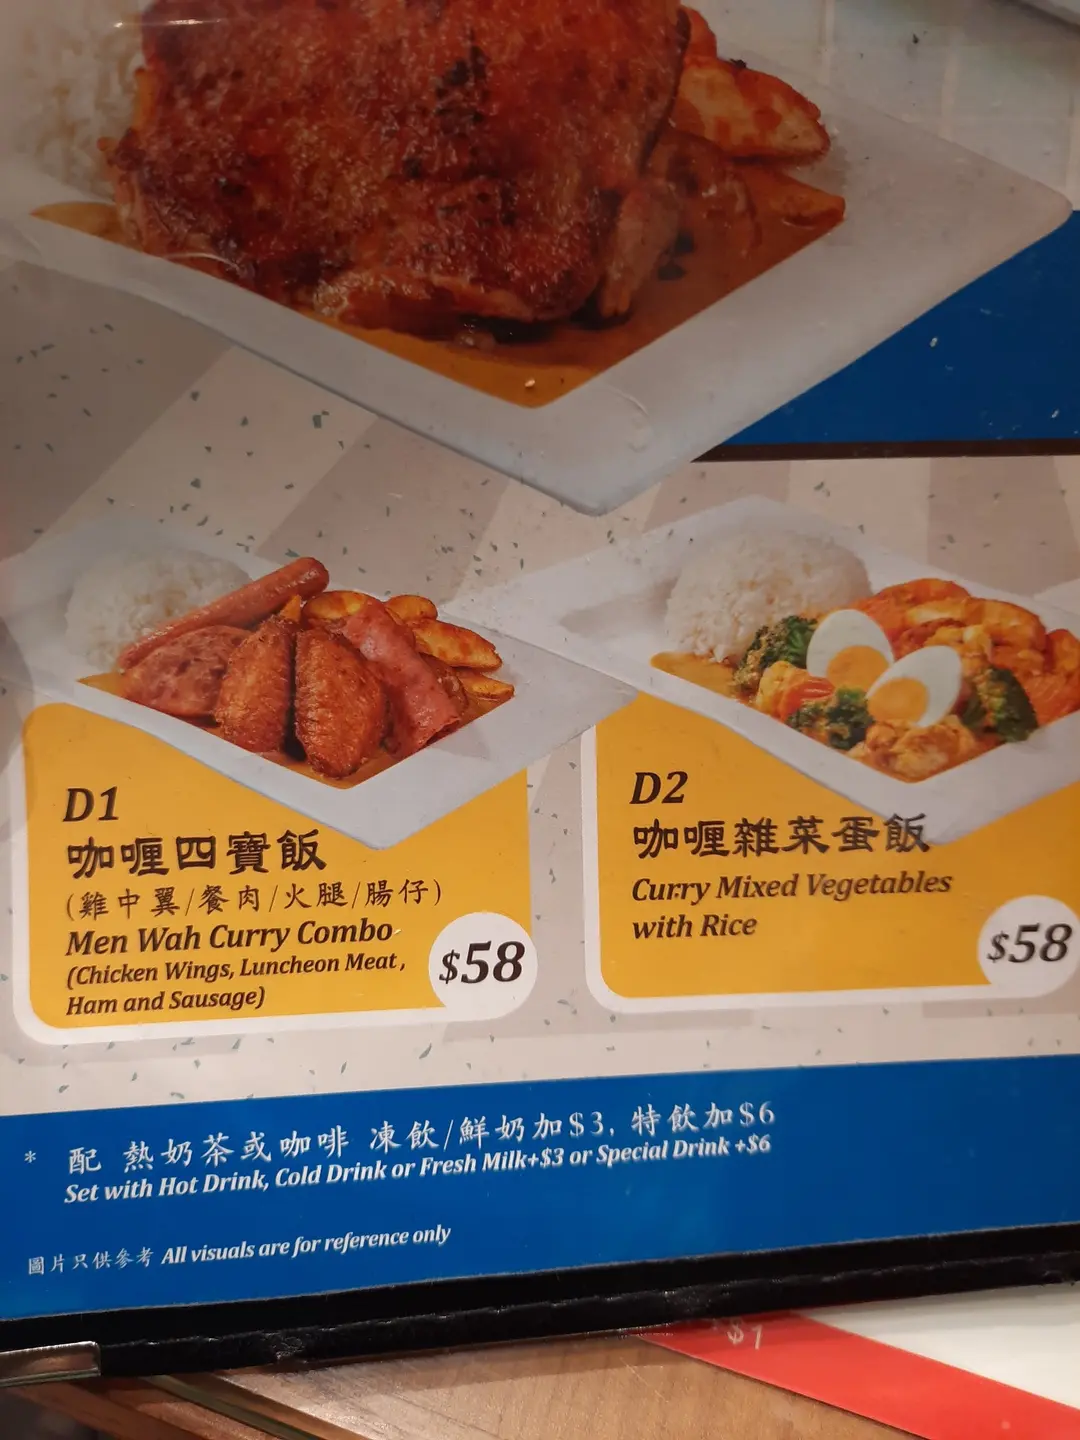 D1
咖喱四寶飯
(雞中翼/餐肉/火腿/腸仔)
Men Wah Curry Combo
(Chicken Wings, Luncheon Meat,
Ham and Sausage)
$58
D2
咖喱雜菜蛋飯
Curry Mixed Vegetables
with Rice
$58
* 配 熱奶茶或咖啡 凍飲/鮮奶加$3, 特飲加$6
Set with Hot Drink, Cold Drink or Fresh Milk+$3 or Special Drink +$6
圖片只供參考 All visuals are for reference only
$1